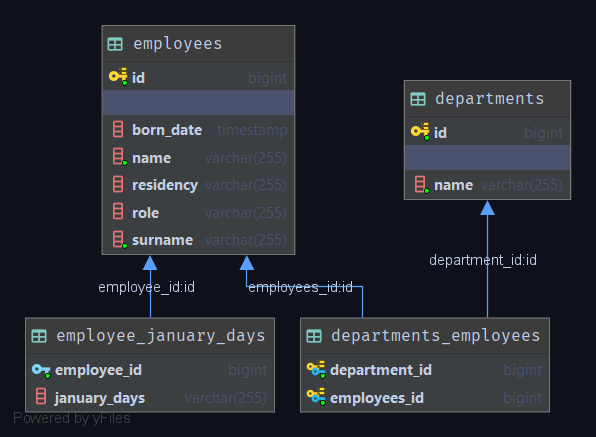 employees
id bigint
born_date timestamp
name varchar(255)
residency varchar(255)
role varchar(255)
surname varchar(255)
departments
id bigint
name varchar(255)
employee_id:id
employees_id:id
department_id:id
employee_january_days
employee_id bigint
january_days varchar(255)
departments_employees
department_id bigint
employees_id bigint
Powered by yFiles